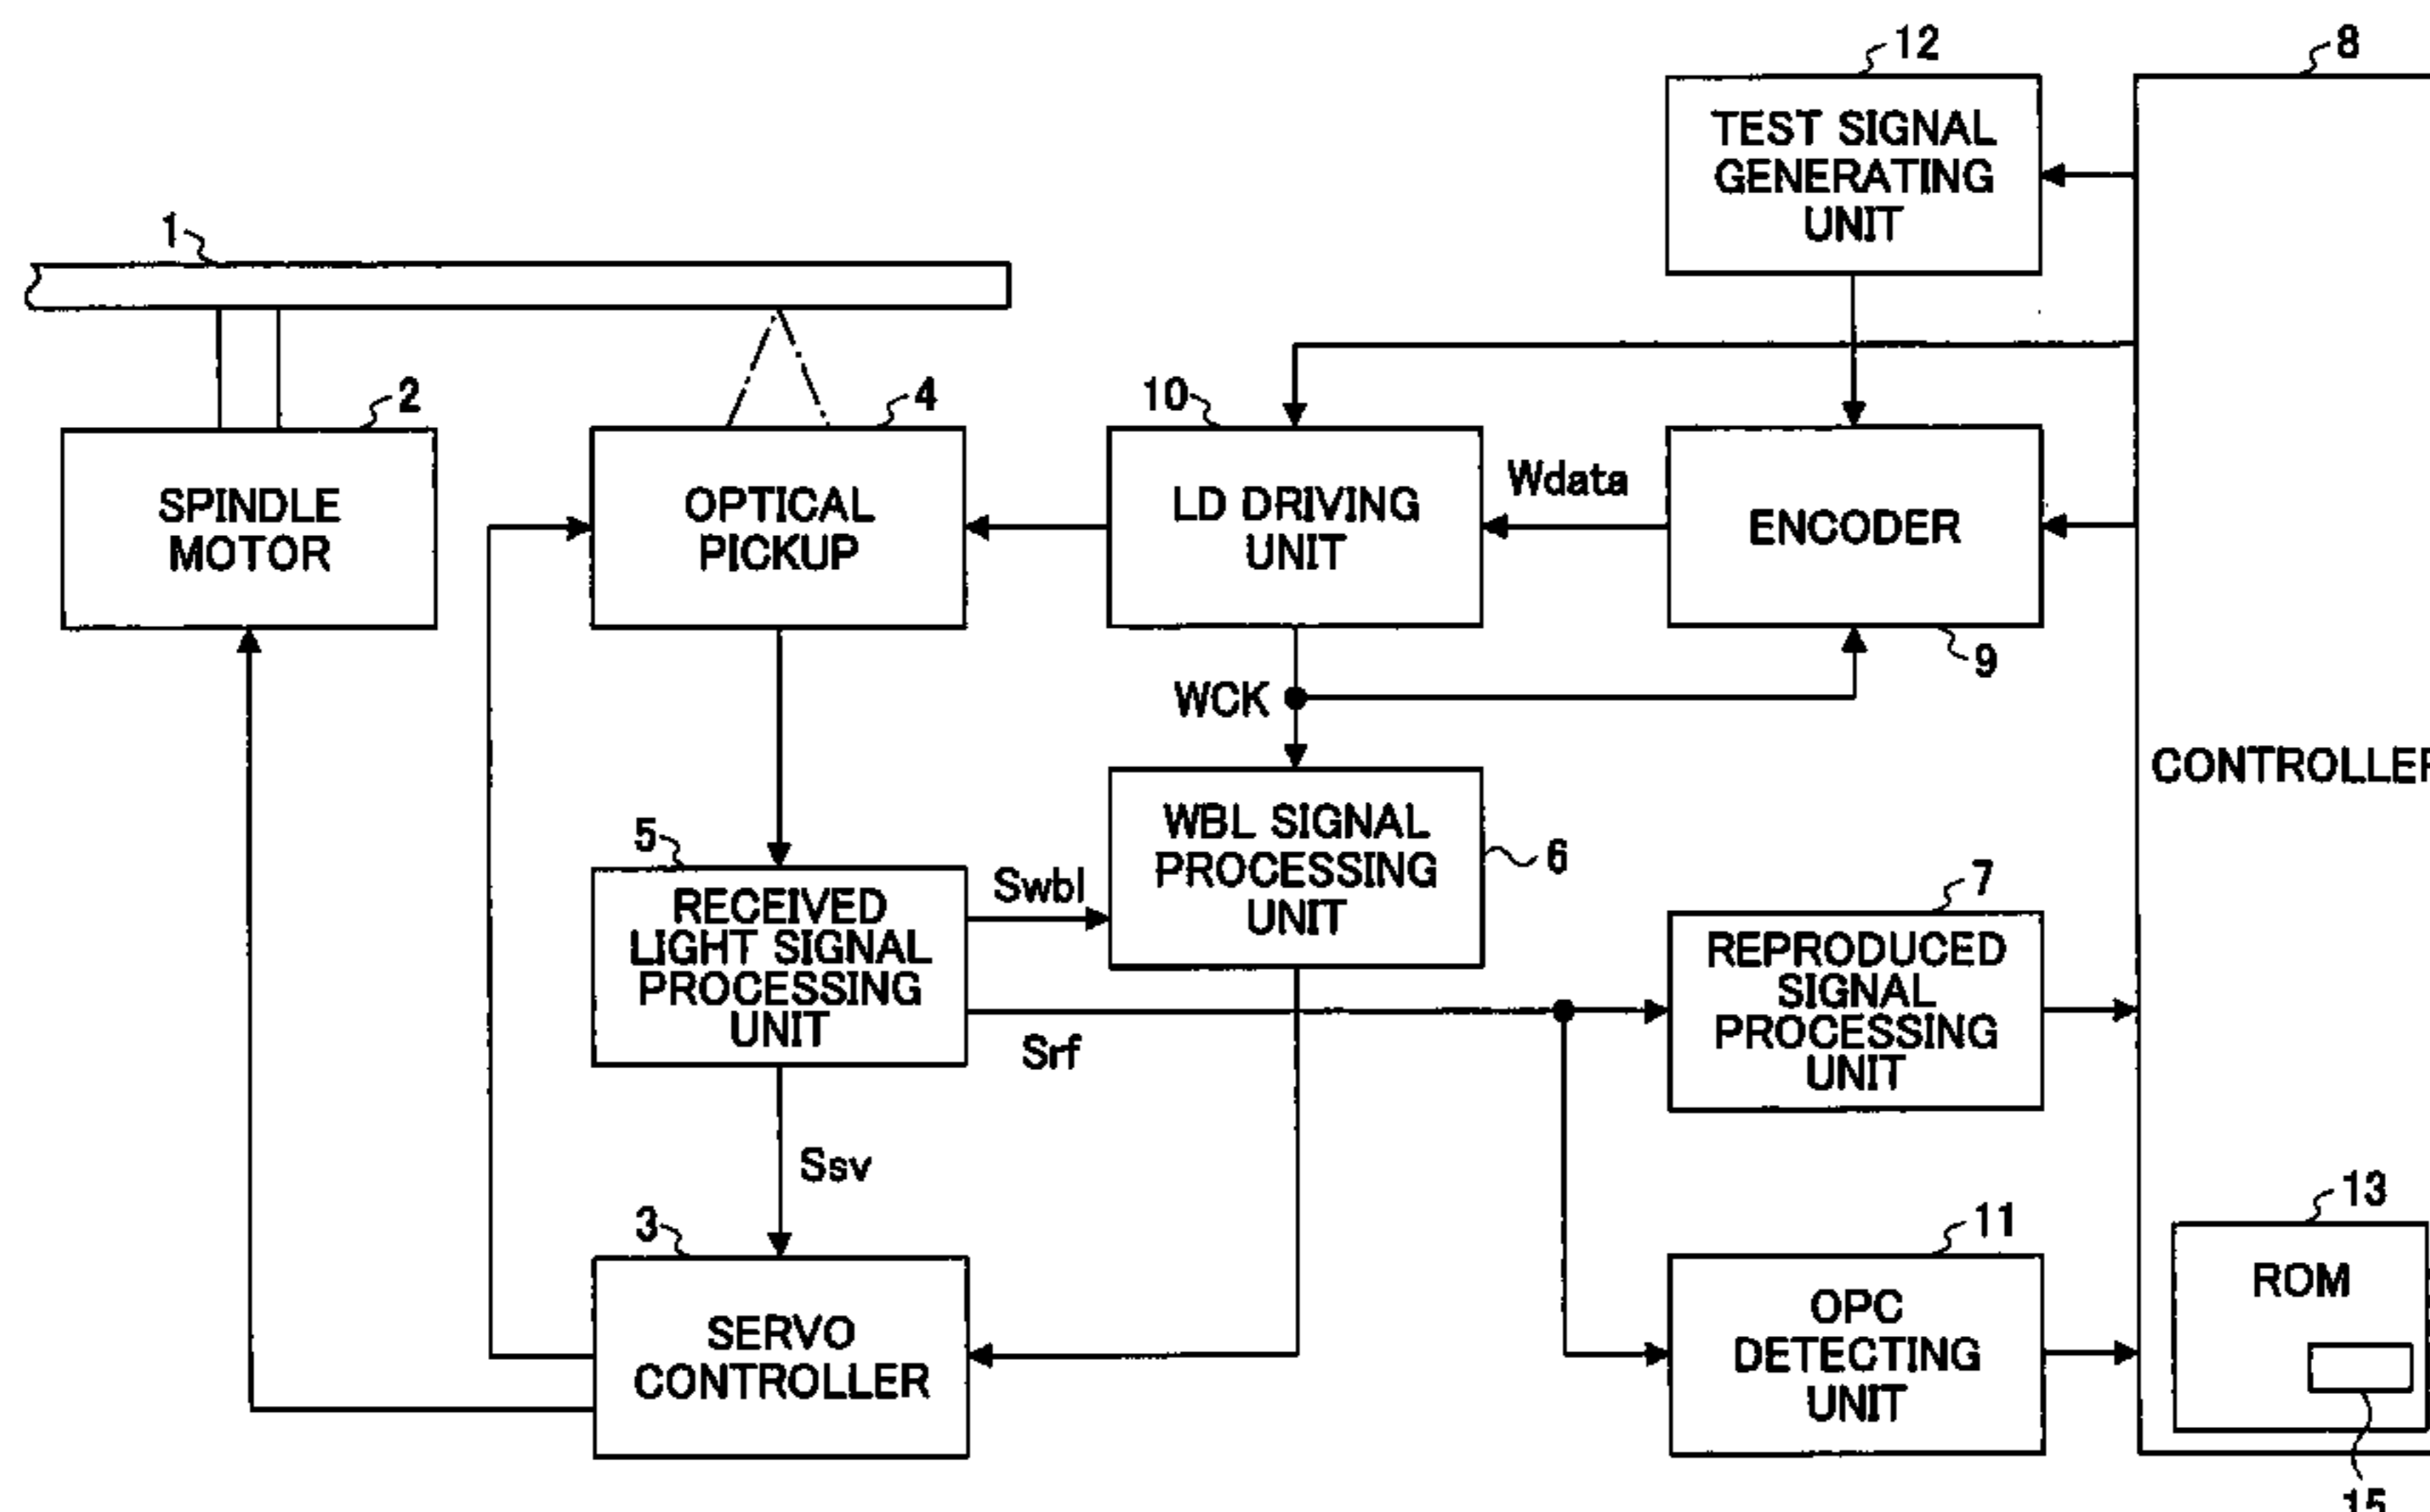 12
8
TEST SIGNAL
GENERATING
UNIT
1
2
4
10
SPINDLE
MOTOR
OPTICAL
PICKUP
LD DRIVING
UNIT
Wdata
ENCODER
9
WCK
CONTROLLER
5
WBL SIGNAL
PROCESSING
UNIT
6
RECEIVED
LIGHT SIGNAL
PROCESSING
UNIT
Swbl
Srf
7
REPRODUCED
SIGNAL
PROCESSING
UNIT
Ssv
3
SERVO
CONTROLLER
11
OPC
DETECTING
UNIT
13
ROM
15